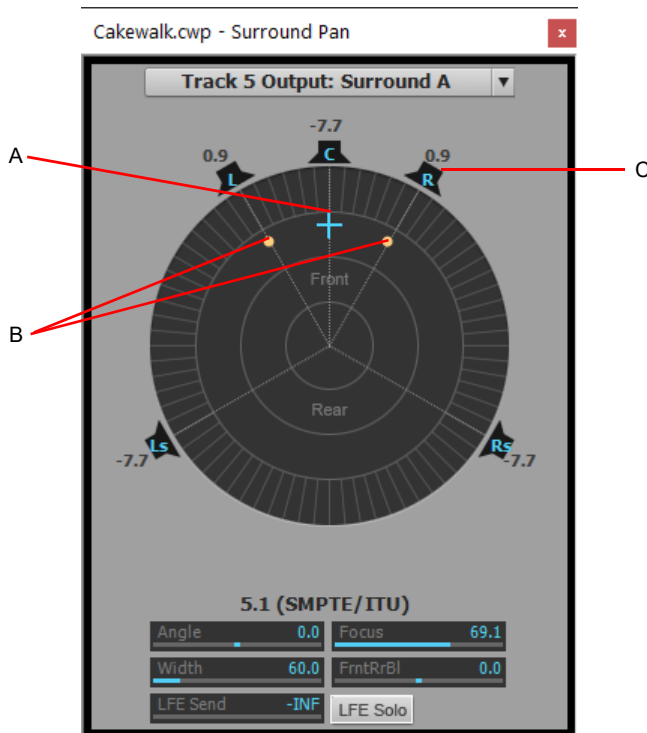 Cakewalk.cwp - Surround Pan
x
Track 5 Output: Surround A
-7.7
A
0.9
C
0.9
C
L
R
B
Front
Rear
Ls
Rs
-7.7
-7.7
5.1 (SMPTE/ITU)
Angle 0.0 Focus 69.1
Width 60.0 FrntRrBl 0.0
LFE Send -INF LFE Solo